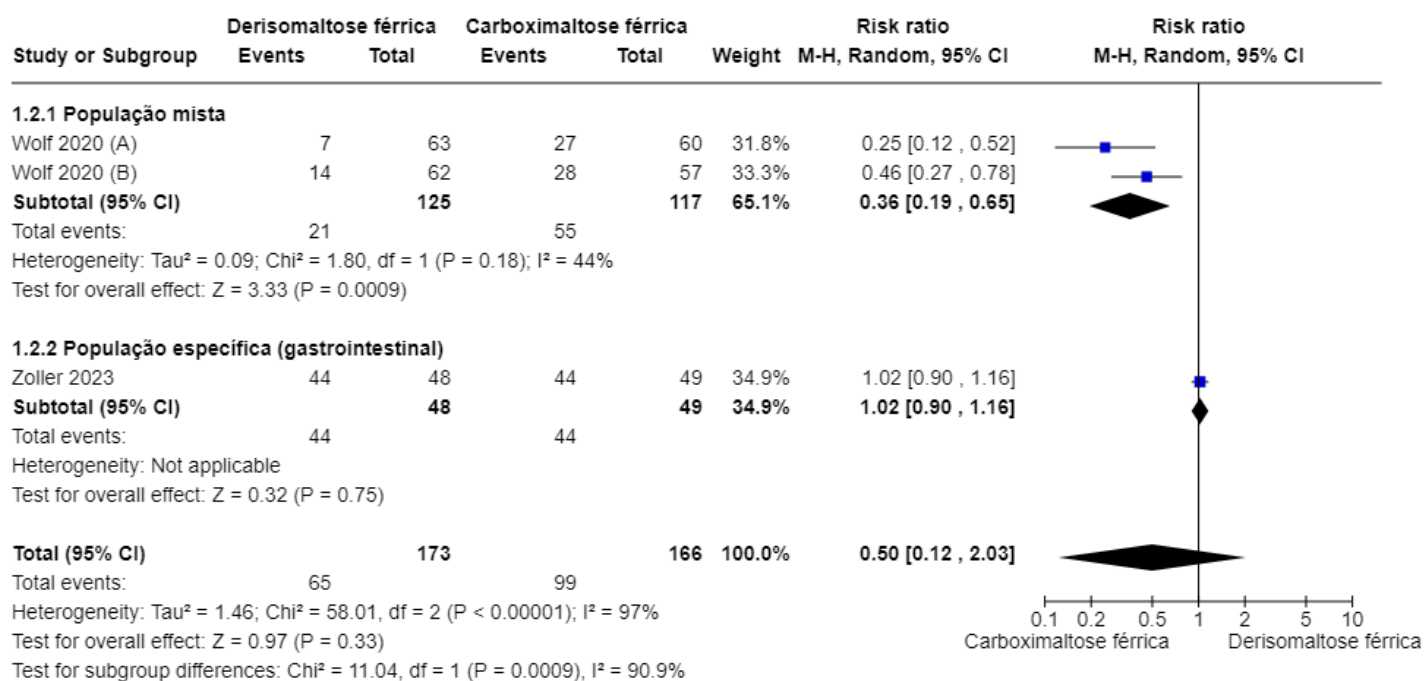 Derisomaltose férrica Carboximaltose férrica Risk ratio Risk ratio
Study or Subgroup Events Total Events Total Weight M-H, Random, 95% CI M-H, Random, 95% CI
1.2.1 População mista
Wolf 2020 (A) 7 63 27 60 31.8% 0.25 [0.12 , 0.52]
Wolf 2020 (B) 14 62 28 57 33.3% 0.46 [0.27 , 0.78]
Subtotal (95% CI) 125 117 65.1% 0.36 [0.19 , 0.65]
Total events: 21 55
Heterogeneity: Tau² = 0.09; Chi² = 1.80, df = 1 (P = 0.18); I² = 44%
Test for overall effect: Z = 3.33 (P = 0.0009)
1.2.2 População específica (gastrointestinal)
Zoller 2023 44 48 44 49 34.9% 1.02 [0.90 , 1.16]
Subtotal (95% CI) 48 49 34.9% 1.02 [0.90 , 1.16]
Total events: 44 44
Heterogeneity: Not applicable
Test for overall effect: Z = 0.32 (P = 0.75)
Total (95% CI) 173 166 100.0% 0.50 [0.12 , 2.03]
Total events: 65 99
Heterogeneity: Tau² = 1.46; Chi² = 58.01, df = 2 (P < 0.00001); I² = 97%
Test for overall effect: Z = 0.97 (P = 0.33)
Test for subgroup differences: Chi² = 11.04, df = 1 (P = 0.0009), I² = 90.9%
0.1 0.2 0.5 1 2 5 10
Carboximaltose férrica Derisomaltose férrica